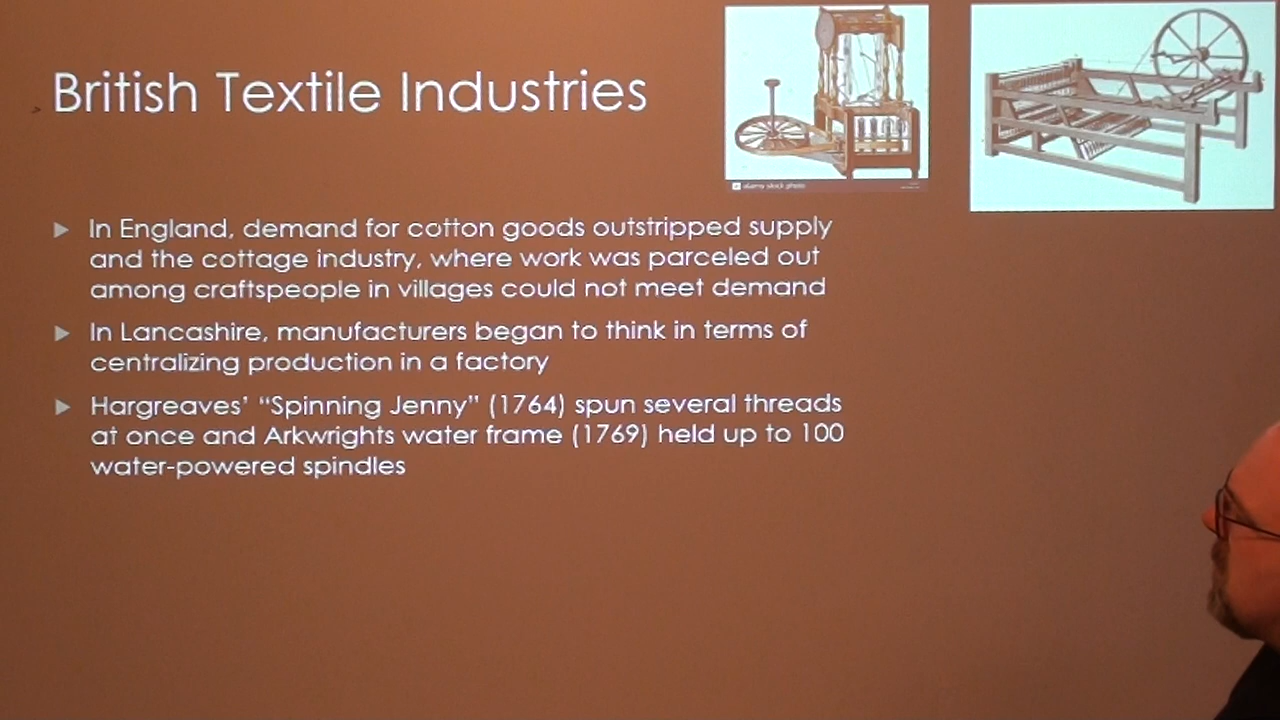 British Textile Industries
alamy stock photo
In England, demand for cotton goods outstripped supply
and the cottage industry, where work was parceled out
among craftspeople in villages could not meet demand
In Lancashire, manufacturers began to think in terms of
centralizing production in a factory
Hargreaves’ “Spinning Jenny” (1764) spun several threads
at once and Arkwrights water frame (1769) held up to 100
water-powered spindles